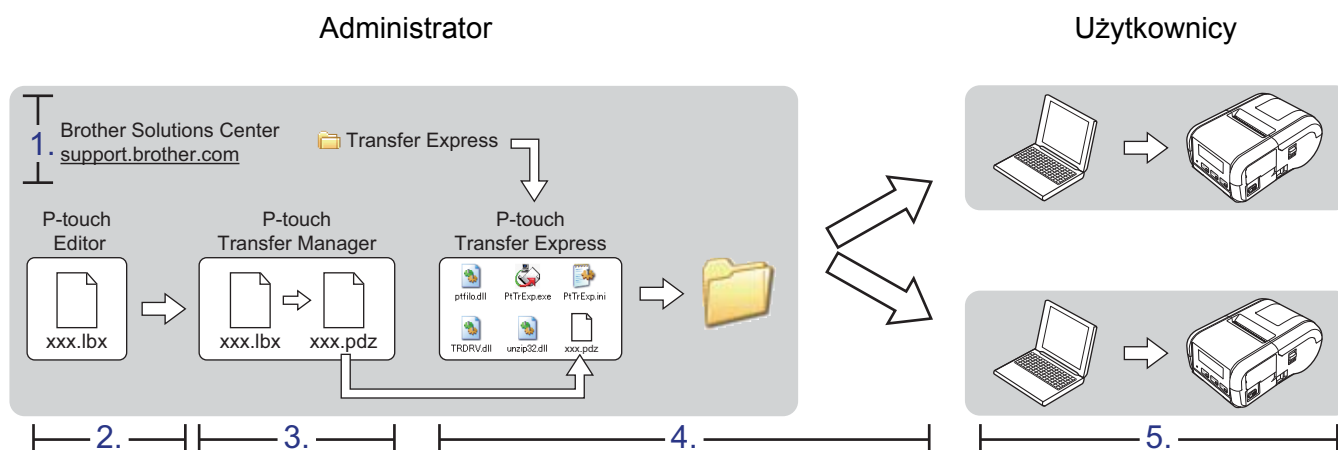 Administrator
Użytkownicy
1.
Brother Solutions Center
support.brother.com
Transfer Express
P-touch
Editor
xxx.lbx
P-touch
Transfer Manager
xxx.lbx
xxx.pdz
P-touch
Transfer Express
ptfilo.dll
PtTrExp.exe
PtTrExp.ini
TRDRV.dll
unzip32.dll
xxx.pdz
2.
3.
4.
5.